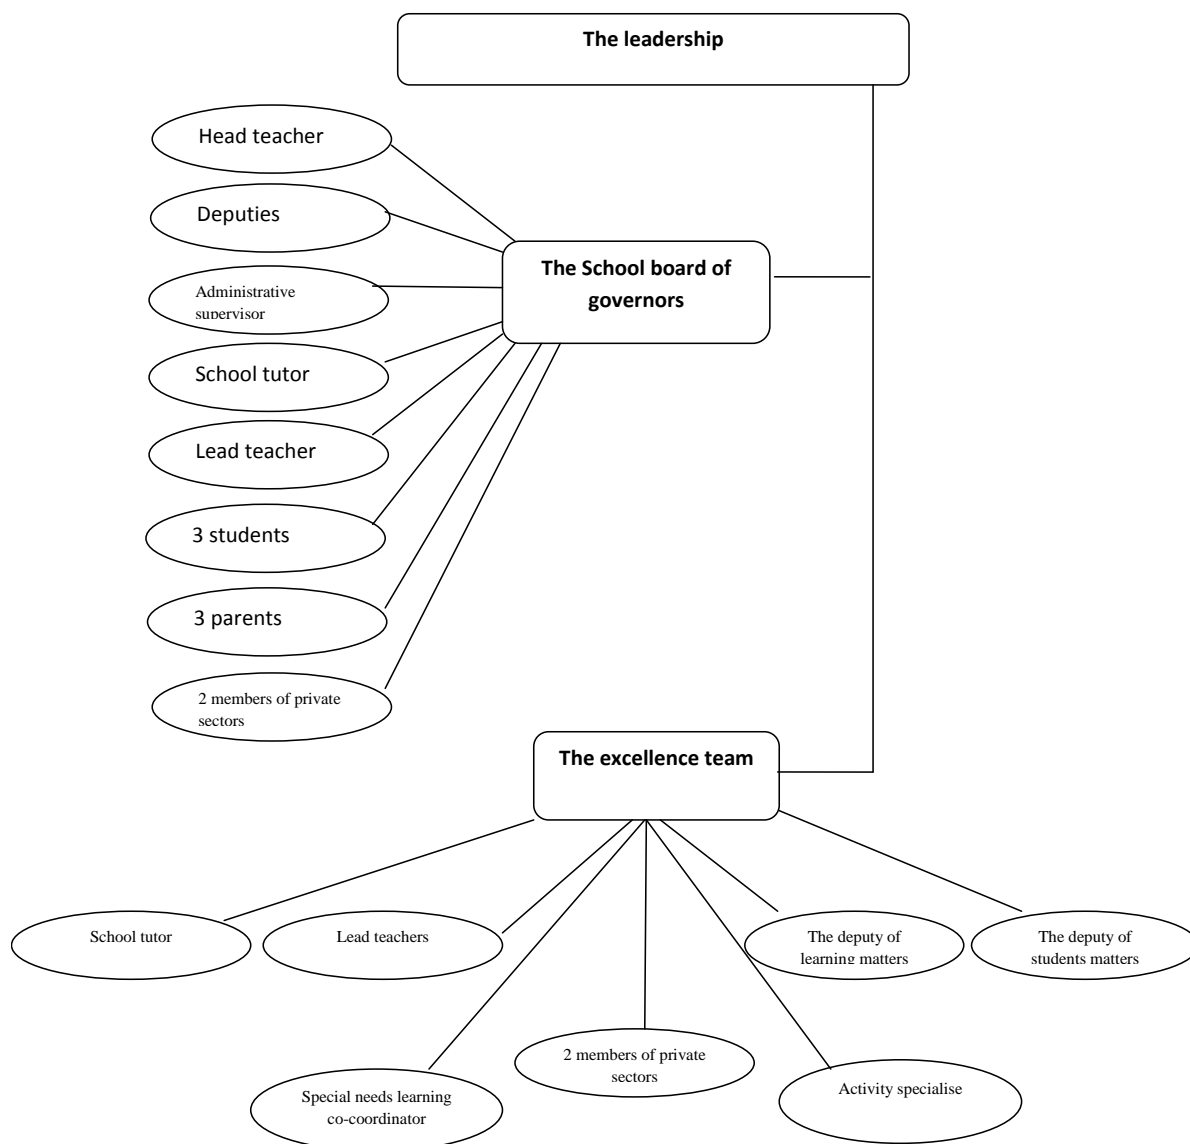 The leadership
Head teacher
Deputies
Administrative
supervisor
School tutor
Lead teacher
3 students
3 parents
2 members of private
sectors
The School board of
governors
The excellence team
School tutor
Lead teachers
The deputy of
learning matters
The deputy of
students matters
Special needs learning
co-coordinator
2 members of private
sectors
Activity specialise